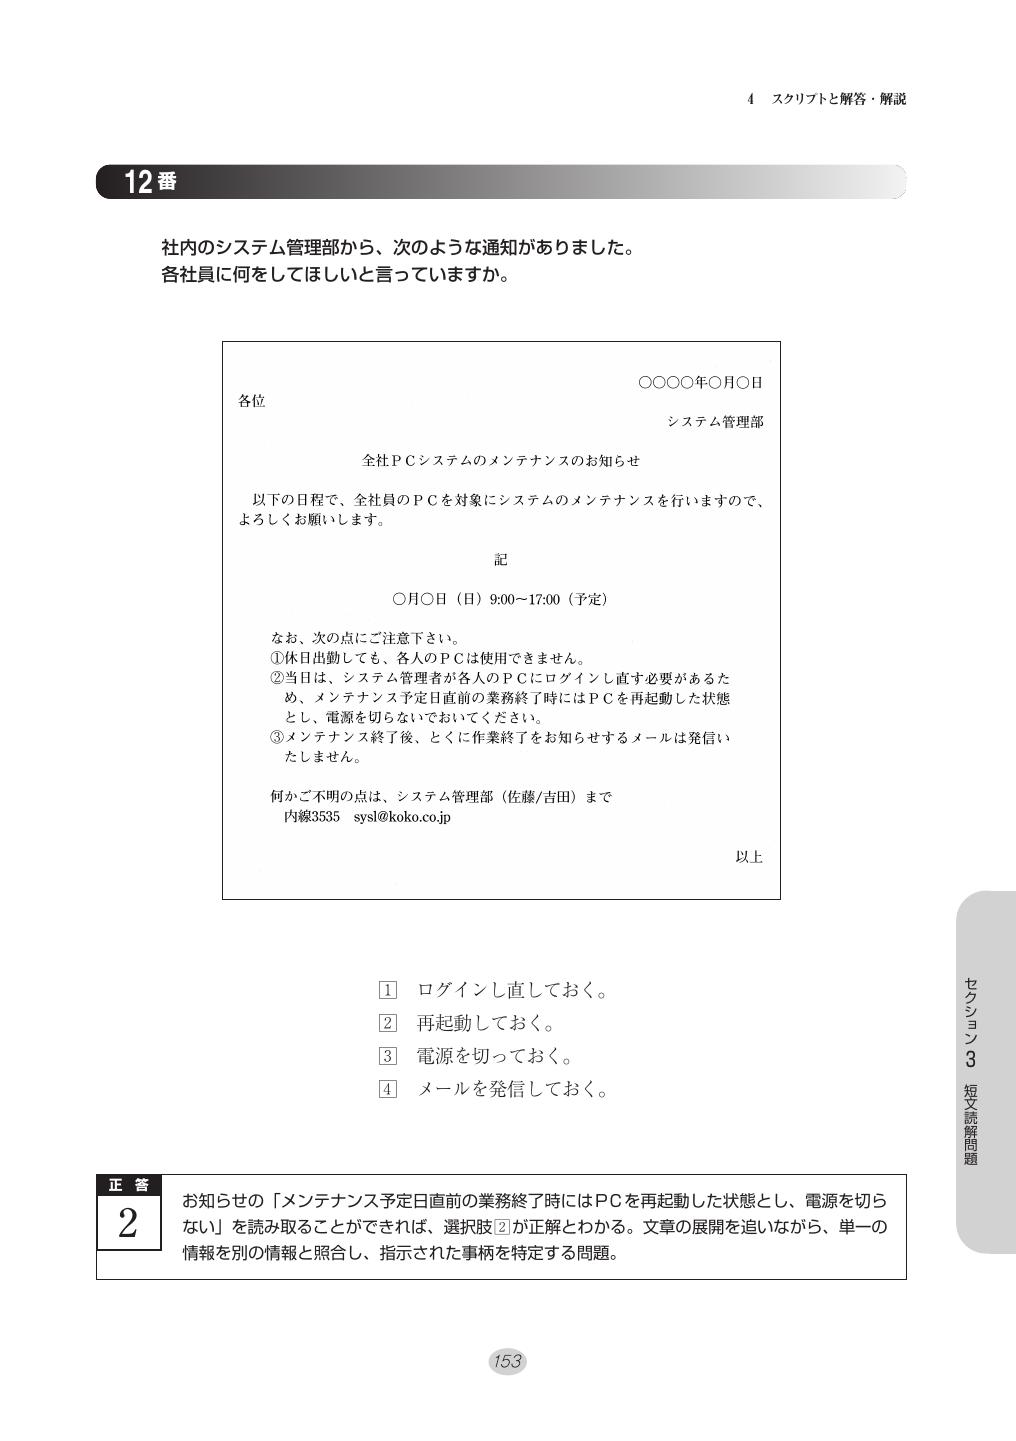 4 スクリプトと解答・解説
12番
社内のシステム管理部から、次のような通知がありました。
各社員に何をしてほしいと言っていますか。
〇〇〇〇年〇月〇日
各位
システム管理部
全社ＰＣシステムのメンテナンスのお知らせ
以下の日程で、全社員のＰＣを対象にシステムのメンテナンスを行いますので、
よろしくお願いします。
記
〇月〇日（日）9:00〜17:00（予定）
なお、次の点にご注意下さい。
①休日出勤しても、各人のＰＣは使用できません。
②当日は、システム管理者が各人のＰＣにログインし直す必要があるた
め、メンテナンス予定日直前の業務終了時にはＰＣを再起動した状態
とし、電源を切らないでおいてください。
③メンテナンス終了後、とくに作業終了をお知らせするメールは発信い
たしません。
何かご不明の点は、システム管理部（佐藤/吉田）まで
内線3535 sysl@koko.co.jp
以上
1 ログインし直しておく。
2 再起動しておく。
3 電源を切っておく。
4 メールを発信しておく。
正答
2
お知らせの「メンテナンス予定日直前の業務終了時にはＰＣを再起動した状態とし、電源を切ら
ない」を読み取ることができれば、選択肢2が正解とわかる。文章の展開を追いながら、単一の
情報を別の情報と照合し、指示された事柄を特定する問題。
セクション3 短文読解問題
153